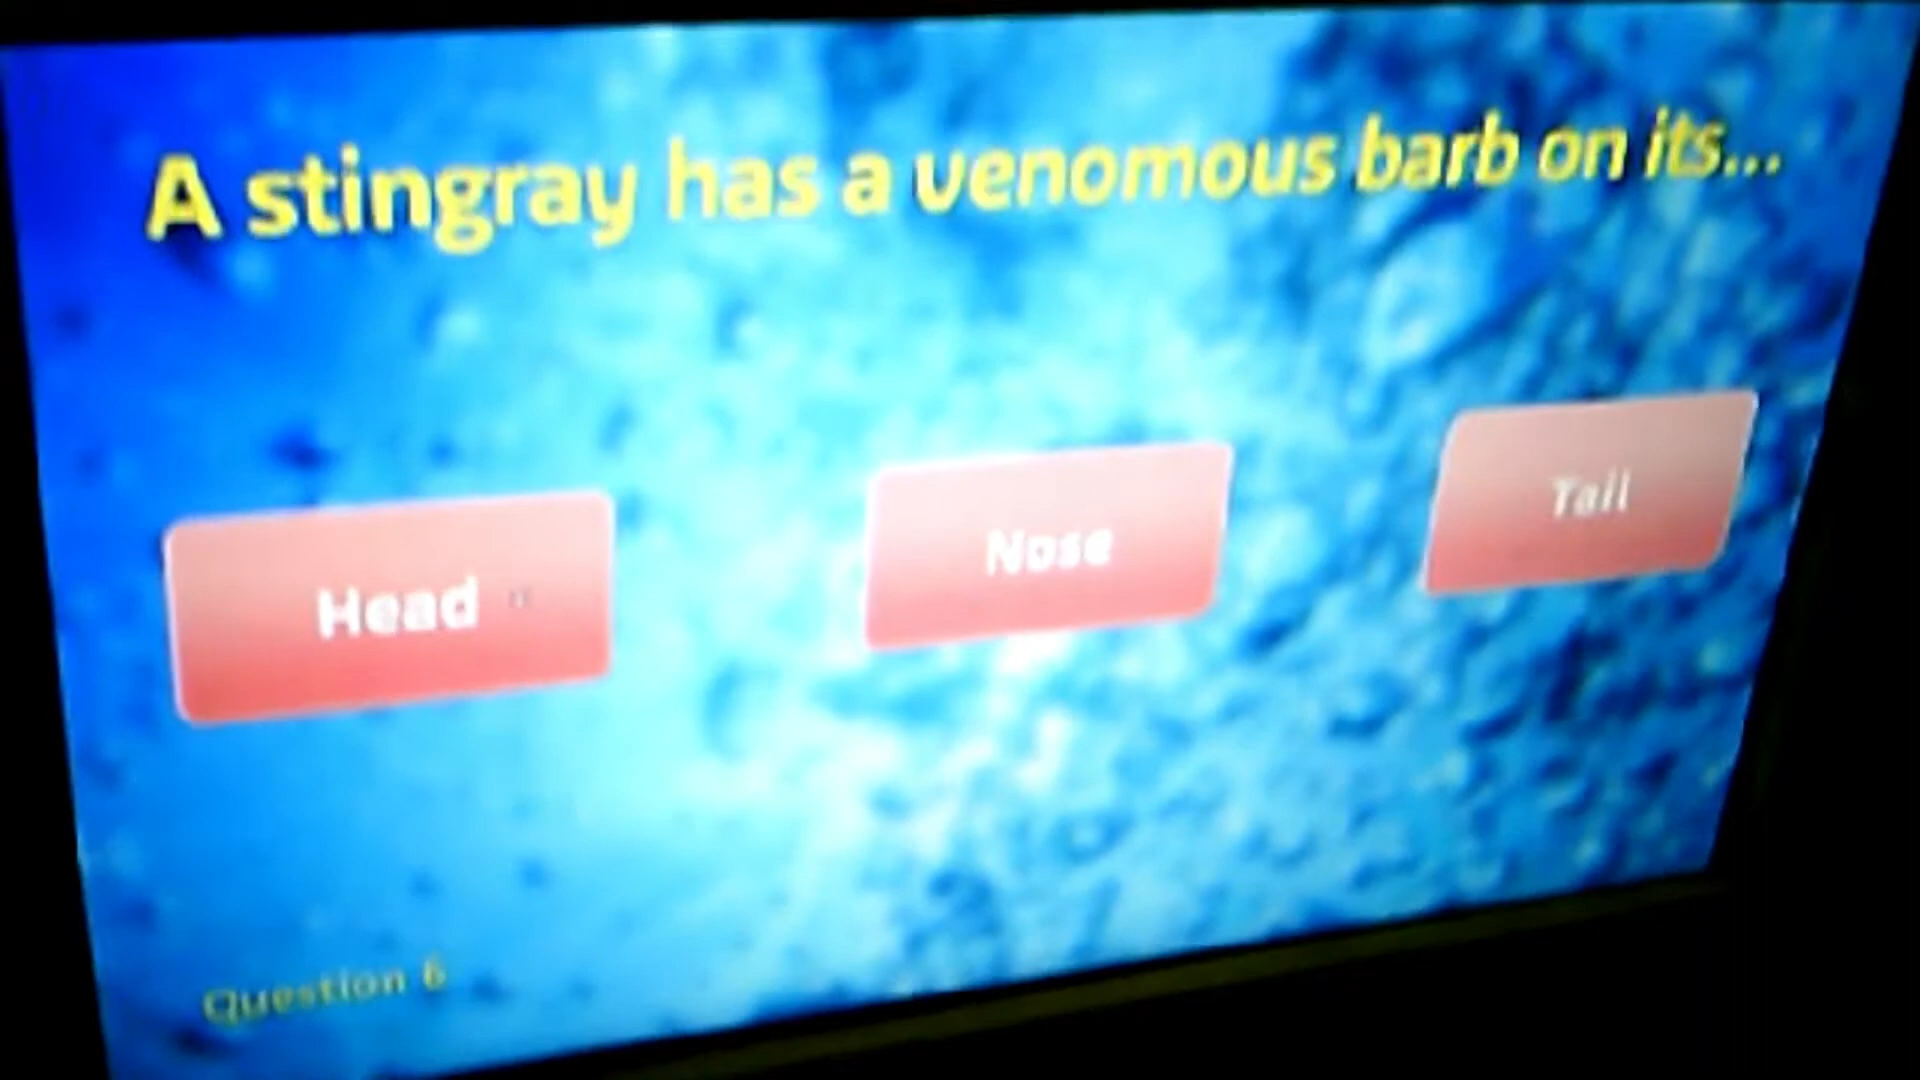 A stingray has a venomous barb on its...
Head
Nose
Tail
Question 6